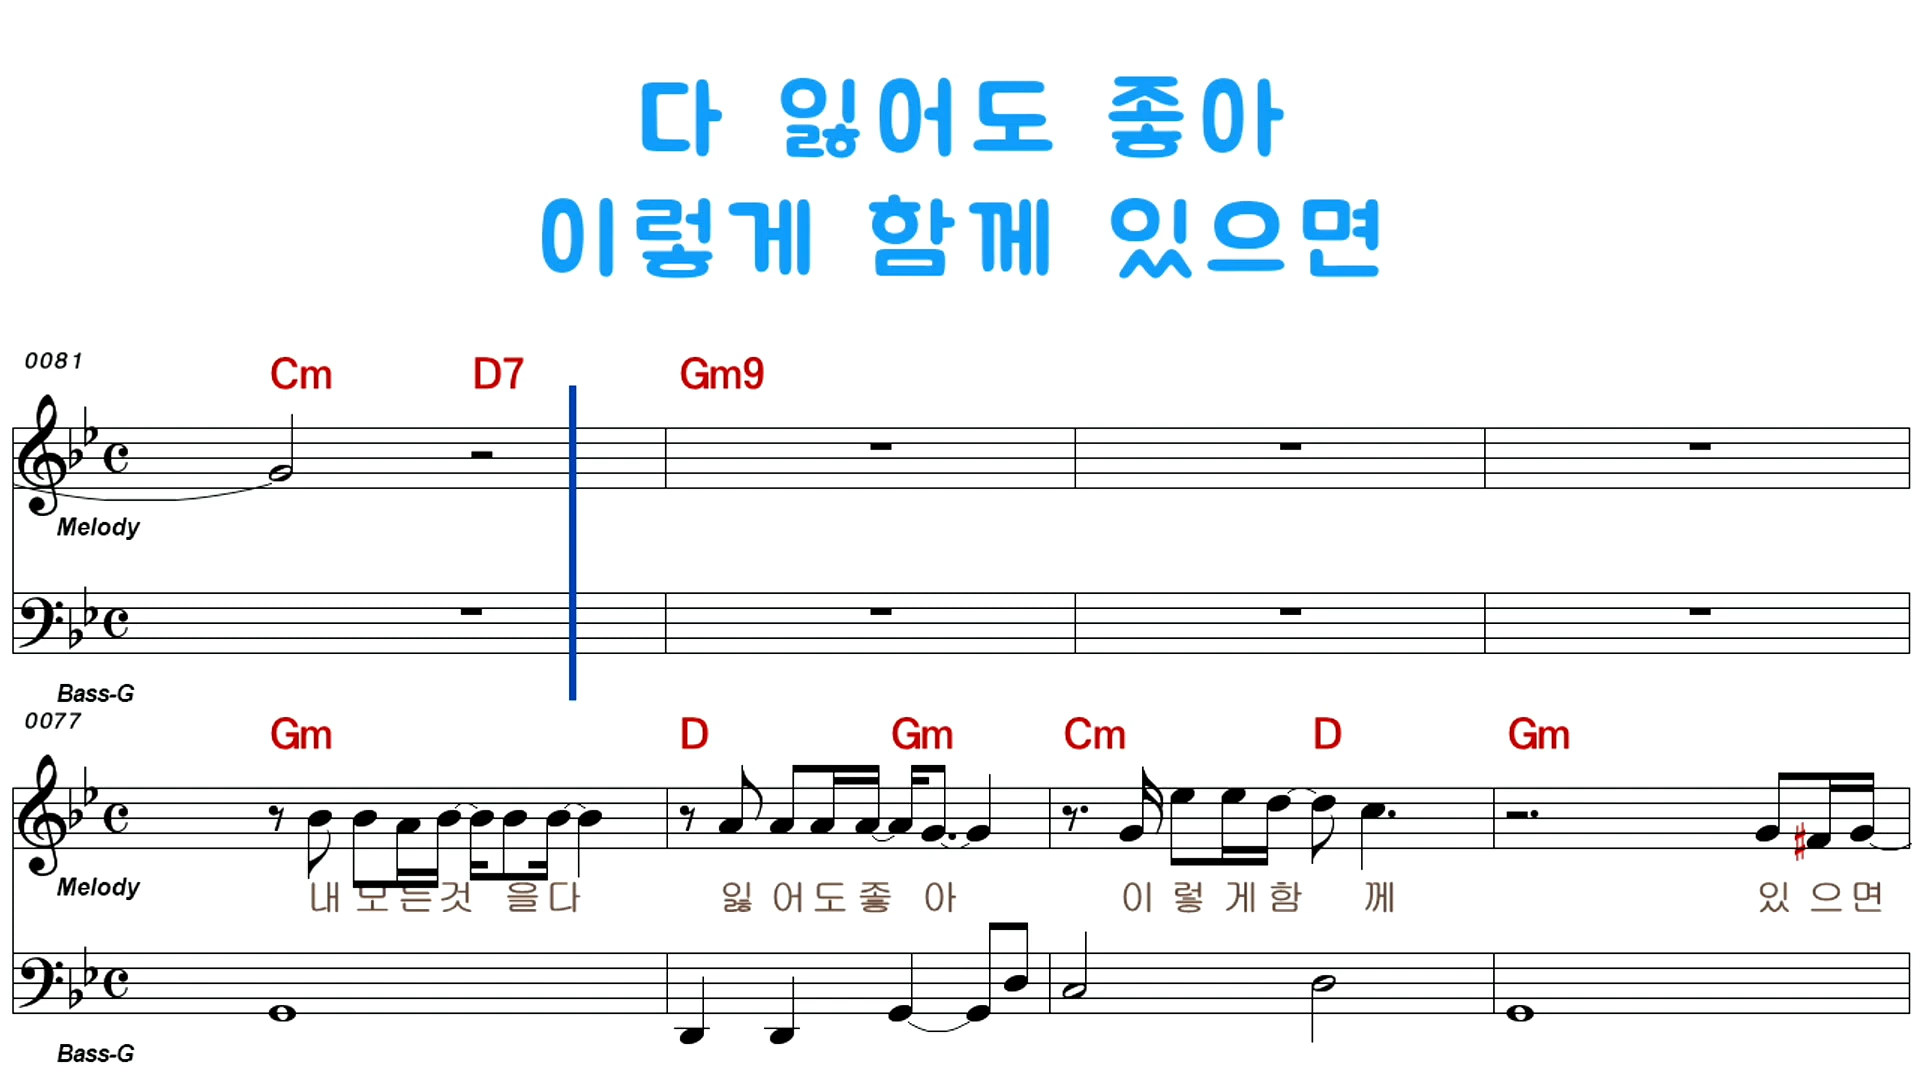 다 잃어도 좋아
이렇게 함께 있으면
0081
Cm D7 Gm9
Melody
Bass-G
0077
Gm D Gm Cm D Gm
Melody
내 모 든 것 을 다 잃 어 도 좋 아 이 렇 게 함 께 있 으 면
Bass-G